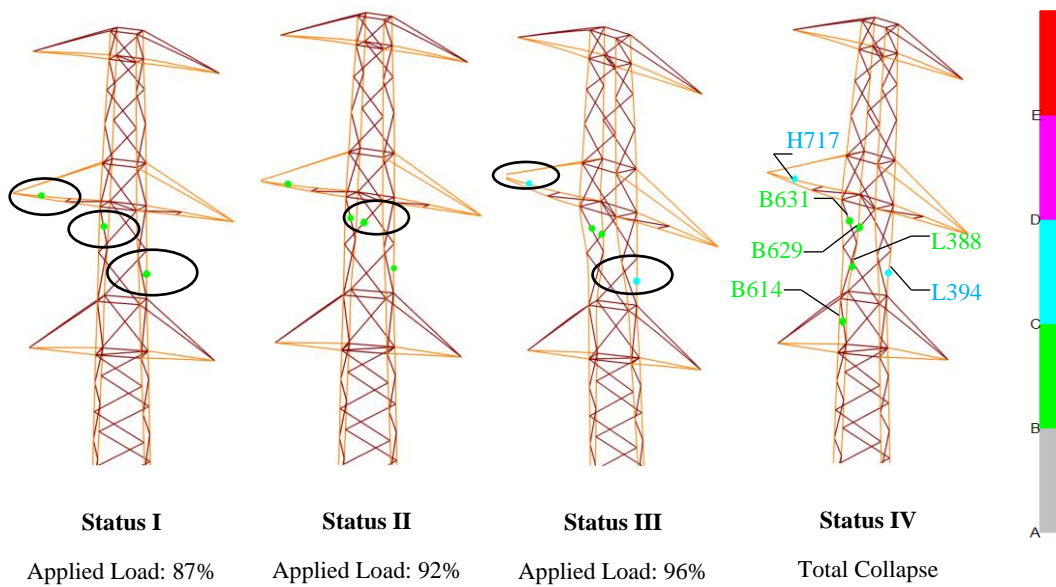 H717
B631
B629
L388
B614
L394
E
D
C
B
A
Status I
Status II
Status III
Status IV
Applied Load: 87%
Applied Load: 92%
Applied Load: 96%
Total Collapse